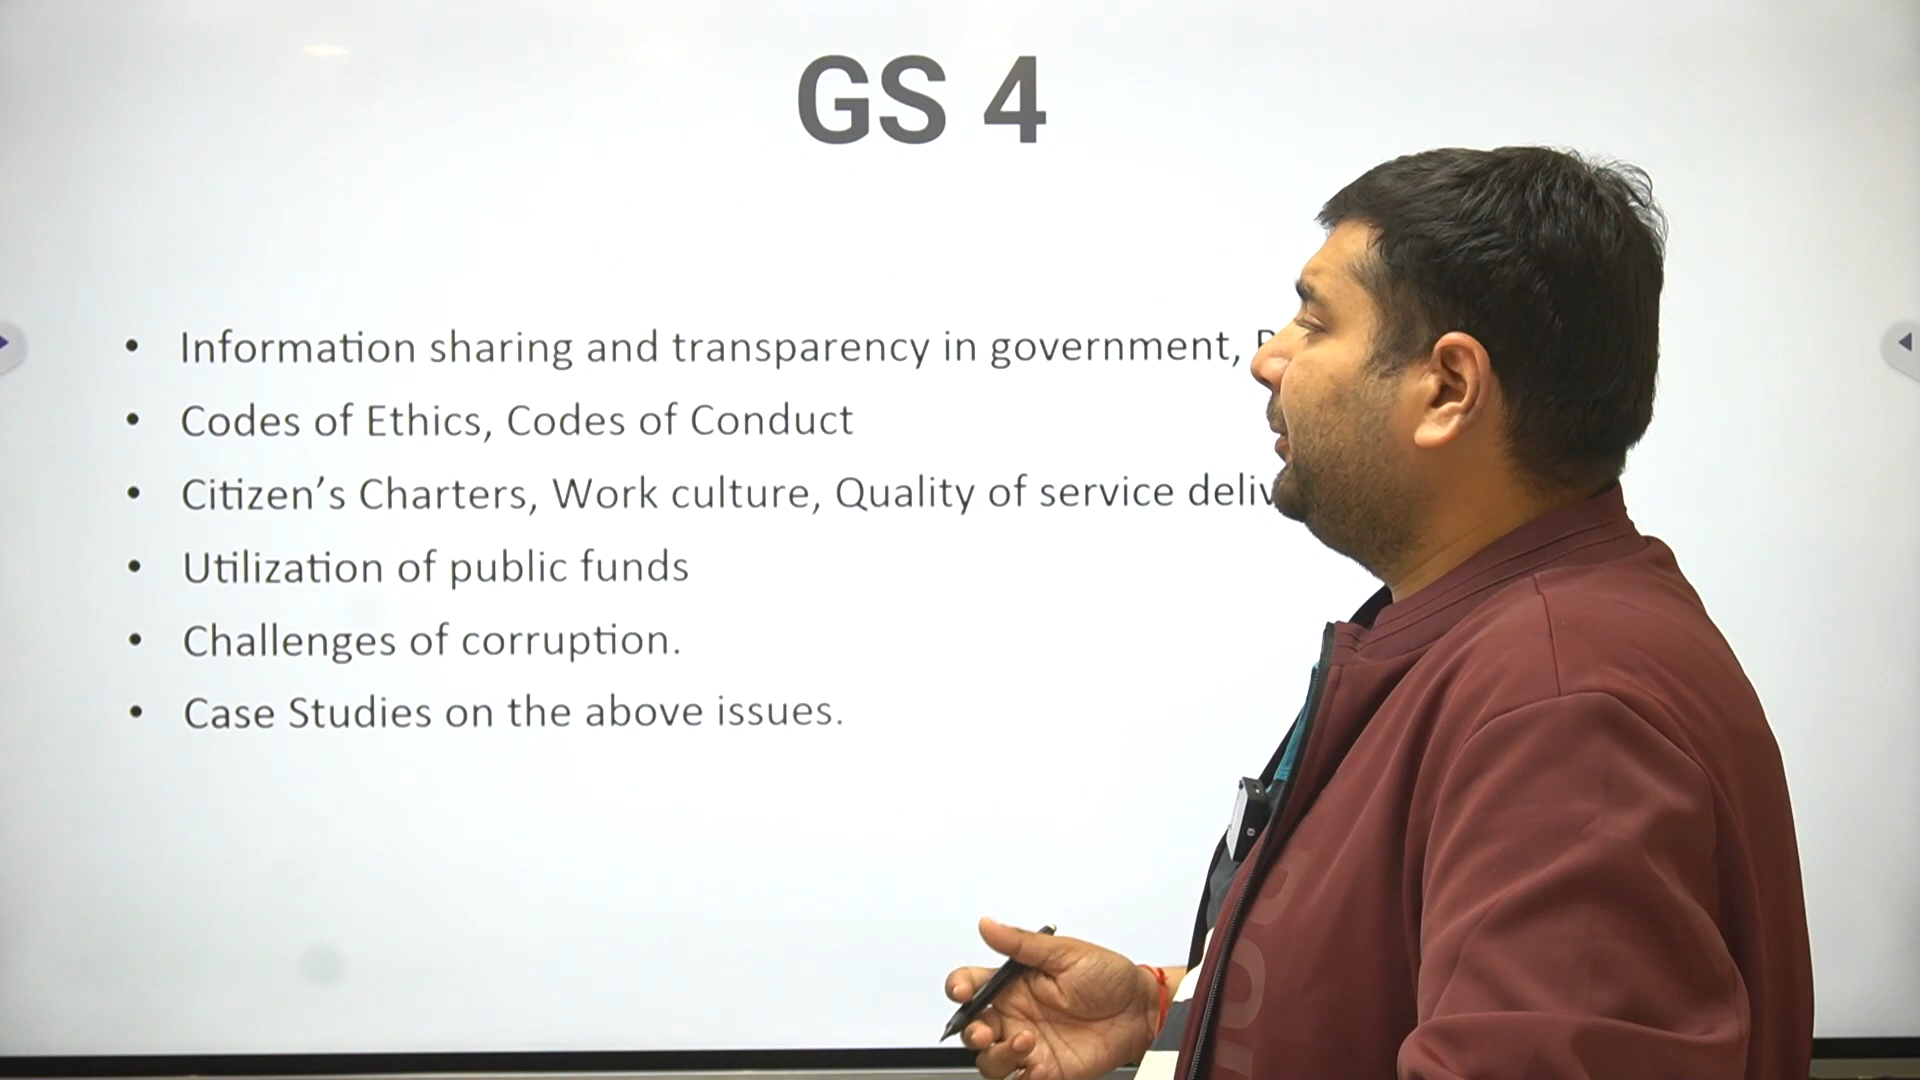 GS 4
• Information sharing and transparency in government,
• Codes of Ethics, Codes of Conduct
• Citizen's Charters, Work culture, Quality of service
• Utilization of public funds
• Challenges of corruption.
• Case Studies on the above issues.